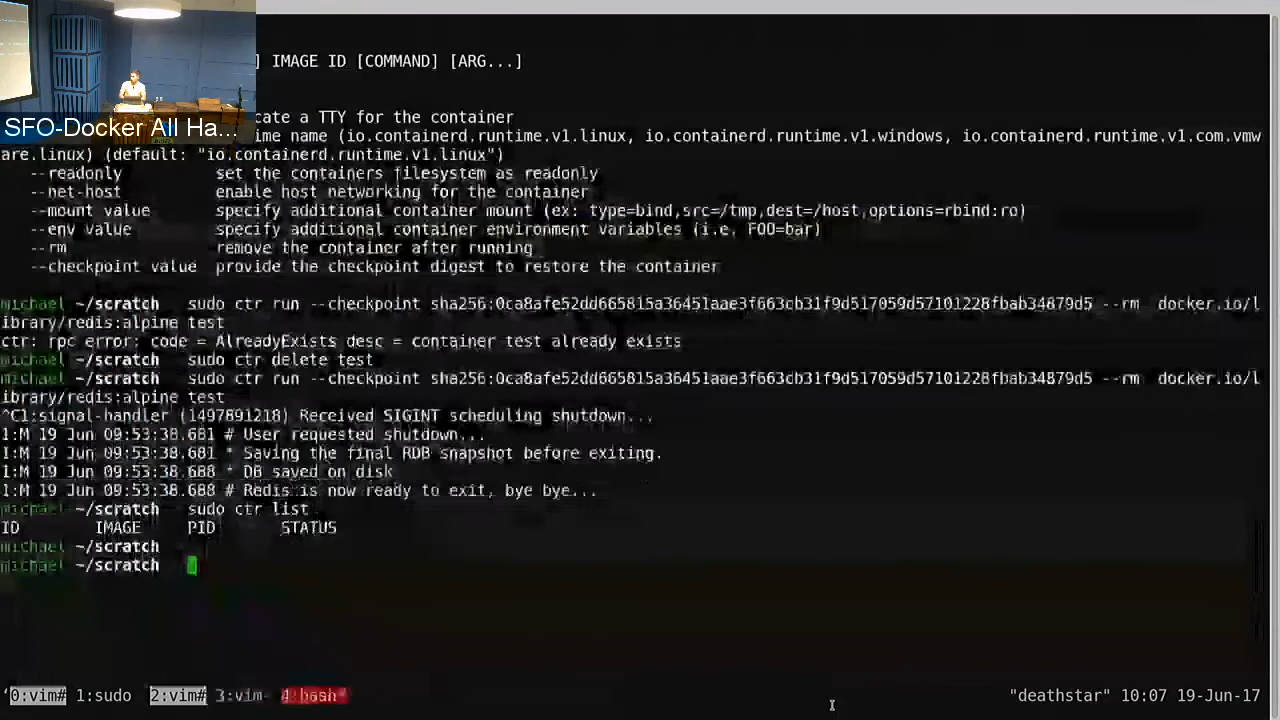 ] IMAGE ID [COMMAND] [ARG...]
cate a TTY for the container
SFO-Docker All Ha...
ime name (io.containerd.runtime.v1.linux, io.containerd.runtime.v1.windows, io.containerd.runtime.v1.com.vmw
are.linux) (default: "io.containerd.runtime.v1.linux")
--readonly set the containers filesystem as readonly
--net-host enable host networking for the container
--mount value specify additional container mount (ex: type=bind,src=/tmp,dest=/host,options=rbind:ro)
--env value specify additional container environment variables (i.e. FOO=bar)
--rm remove the container after running
--checkpoint value provide the checkpoint digest to restore the container
michael ~/scratch sudo ctr run --checkpoint sha256:0ca8afe52dd665815a36451aae3f663cb31f9d517059d57101228fbab34879d5 --rm docker.io/l
ibrary/redis:alpine test
ctr: rpc error: code = AlreadyExists desc = container test already exists
michael ~/scratch sudo ctr delete test
michael ~/scratch sudo ctr run --checkpoint sha256:0ca8afe52dd665815a36451aae3f663cb31f9d517059d57101228fbab34879d5 --rm docker.io/l
ibrary/redis:alpine test
^C1:signal-handler (1497891218) Received SIGINT scheduling shutdown...
1:M 19 Jun 09:53:38.681 # User requested shutdown...
1:M 19 Jun 09:53:38.681 * Saving the final RDB snapshot before exiting.
1:M 19 Jun 09:53:38.688 * DB saved on disk
1:M 19 Jun 09:53:38.688 # Redis is now ready to exit, bye bye...
michael ~/scratch sudo ctr list
ID IMAGE PID STATUS
michael ~/scratch
michael ~/scratch
0:vim# 1:sudo 2:vim# 3:vim- 4:bash* "deathstar" 10:07 19-Jun-17